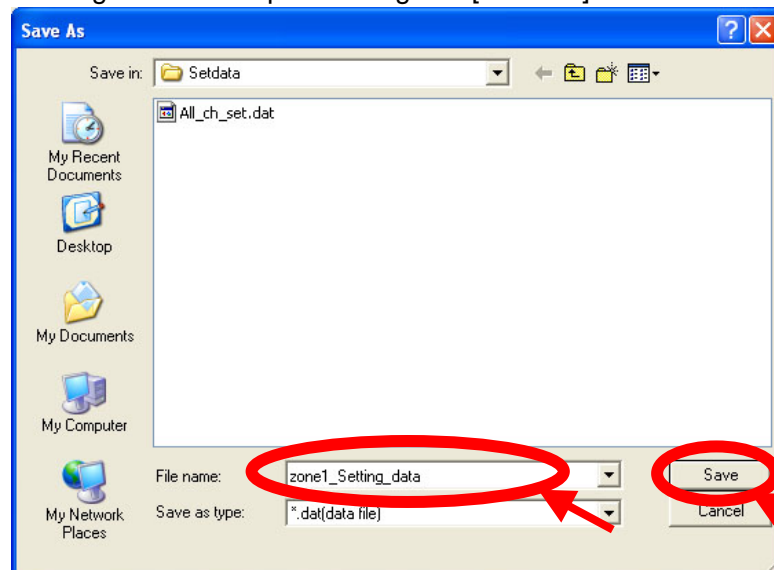 Save As
Save in: Setdata
All_ch_set.dat
My Recent
Documents
Desktop
My Documents
My Computer
My Network
Places
File name: zone1_Setting_data Save
Save as type: *.dat(data file) Cancel